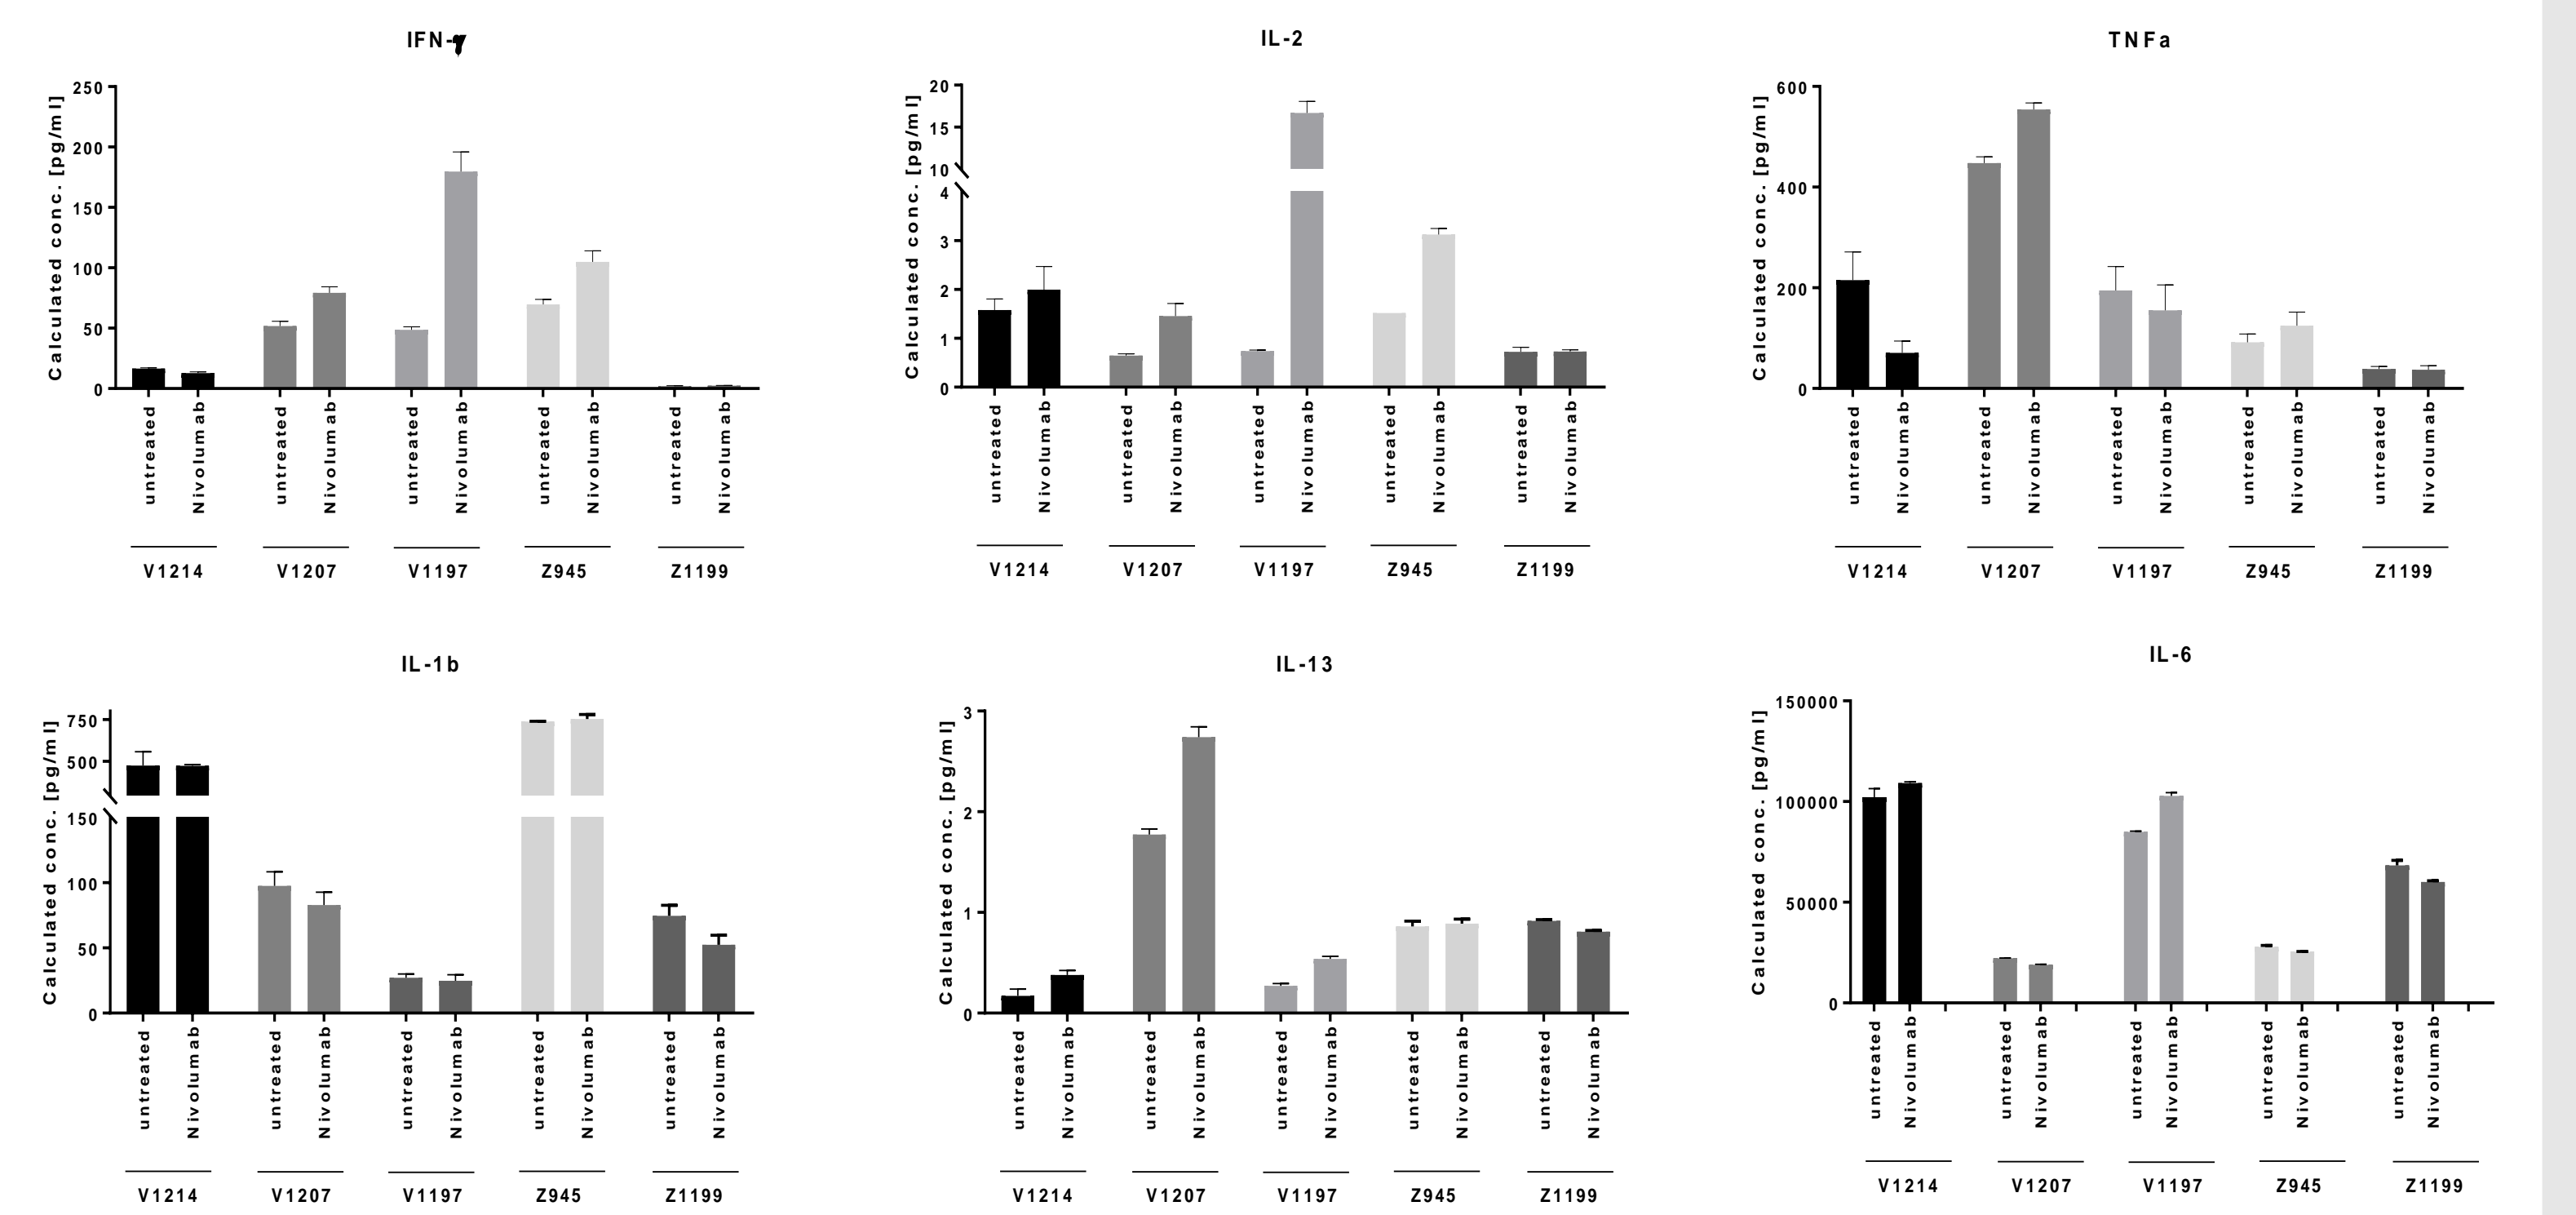 IFN-γ
Calculated conc. [pg/ml]
250
200
150
100
50
0
untreated
Nivolumab
untreated
Nivolumab
untreated
Nivolumab
untreated
Nivolumab
untreated
Nivolumab
V1214
V1207
V1197
Z945
Z1199
IL-2
Calculated conc. [pg/ml]
20
15
10
4
3
2
1
0
untreated
Nivolumab
untreated
Nivolumab
untreated
Nivolumab
untreated
Nivolumab
untreated
Nivolumab
V1214
V1207
V1197
Z945
Z1199
TNFa
Calculated conc. [pg/ml]
600
400
200
0
untreated
Nivolumab
untreated
Nivolumab
untreated
Nivolumab
untreated
Nivolumab
untreated
Nivolumab
V1214
V1207
V1197
Z945
Z1199
IL-1b
Calculated conc. [pg/ml]
750
500
150
100
50
0
untreated
Nivolumab
untreated
Nivolumab
untreated
Nivolumab
untreated
Nivolumab
untreated
Nivolumab
V1214
V1207
V1197
Z945
Z1199
IL-13
Calculated conc. [pg/ml]
3
2
1
0
untreated
Nivolumab
untreated
Nivolumab
untreated
Nivolumab
untreated
Nivolumab
untreated
Nivolumab
V1214
V1207
V1197
Z945
Z1199
IL-6
Calculated conc. [pg/ml]
150000
100000
50000
0
untreated
Nivolumab
untreated
Nivolumab
untreated
Nivolumab
untreated
Nivolumab
untreated
Nivolumab
V1214
V1207
V1197
Z945
Z1199